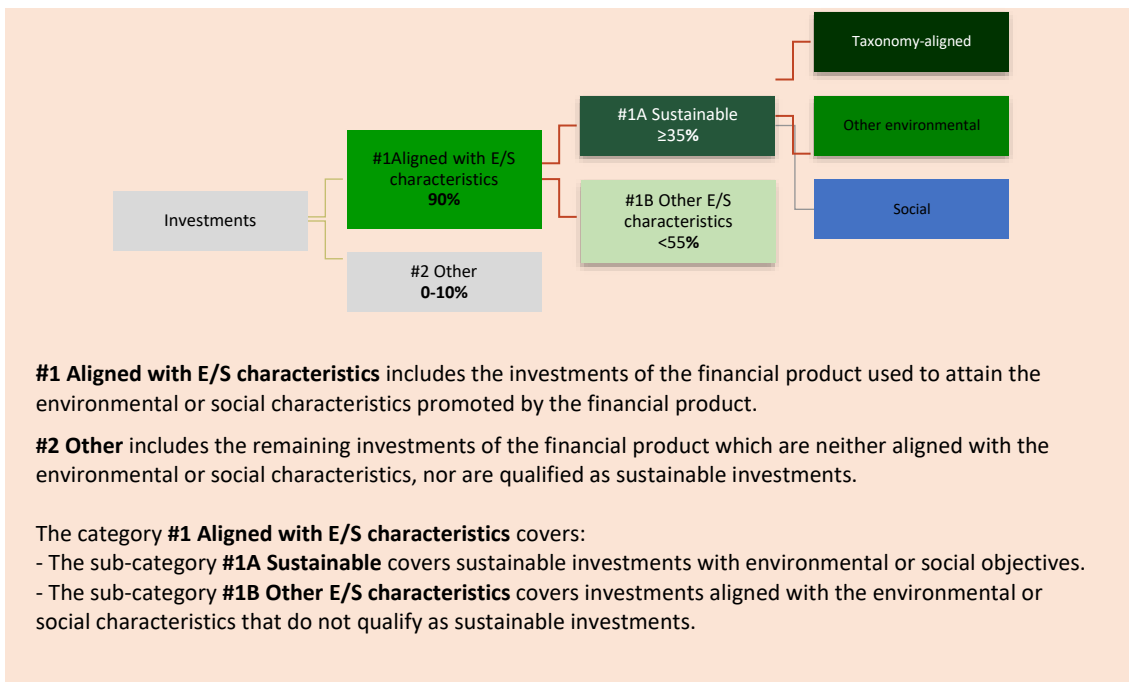 Taxonomy-aligned
#1A Sustainable
≥35%
Other environmental
#1Aligned with E/S
characteristics
90%
#1B Other E/S
characteristics
<55%
Social
Investments
#2 Other
0-10%
#1 Aligned with E/S characteristics includes the investments of the financial product used to attain the
environmental or social characteristics promoted by the financial product.
#2 Other includes the remaining investments of the financial product which are neither aligned with the
environmental or social characteristics, nor are qualified as sustainable investments.
The category #1 Aligned with E/S characteristics covers:
- The sub-category #1A Sustainable covers sustainable investments with environmental or social objectives.
- The sub-category #1B Other E/S characteristics covers investments aligned with the environmental or
social characteristics that do not qualify as sustainable investments.